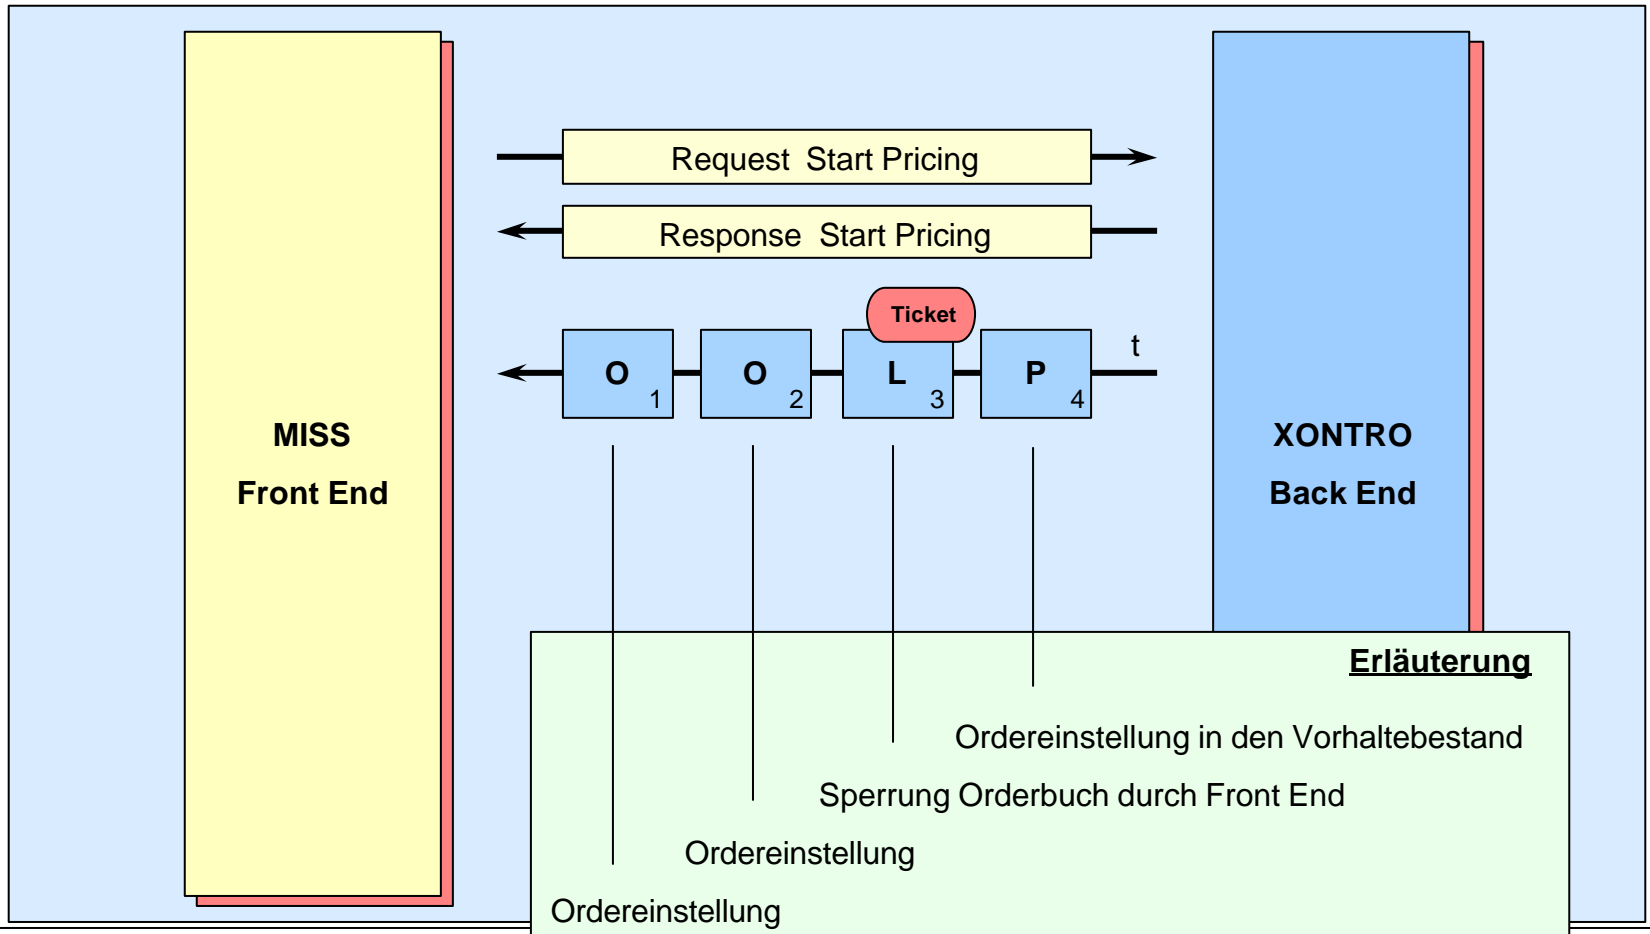 Request  Start Pricing
Response  Start Pricing
Ticket
t
O 1
O 2
L 3
P 4
MISS
Front End
XONTRO
Back End
Erläuterung
Ordereinstellung in den Vorhaltebestand
Sperrung Orderbuch durch Front End
Ordereinstellung
Ordereinstellung